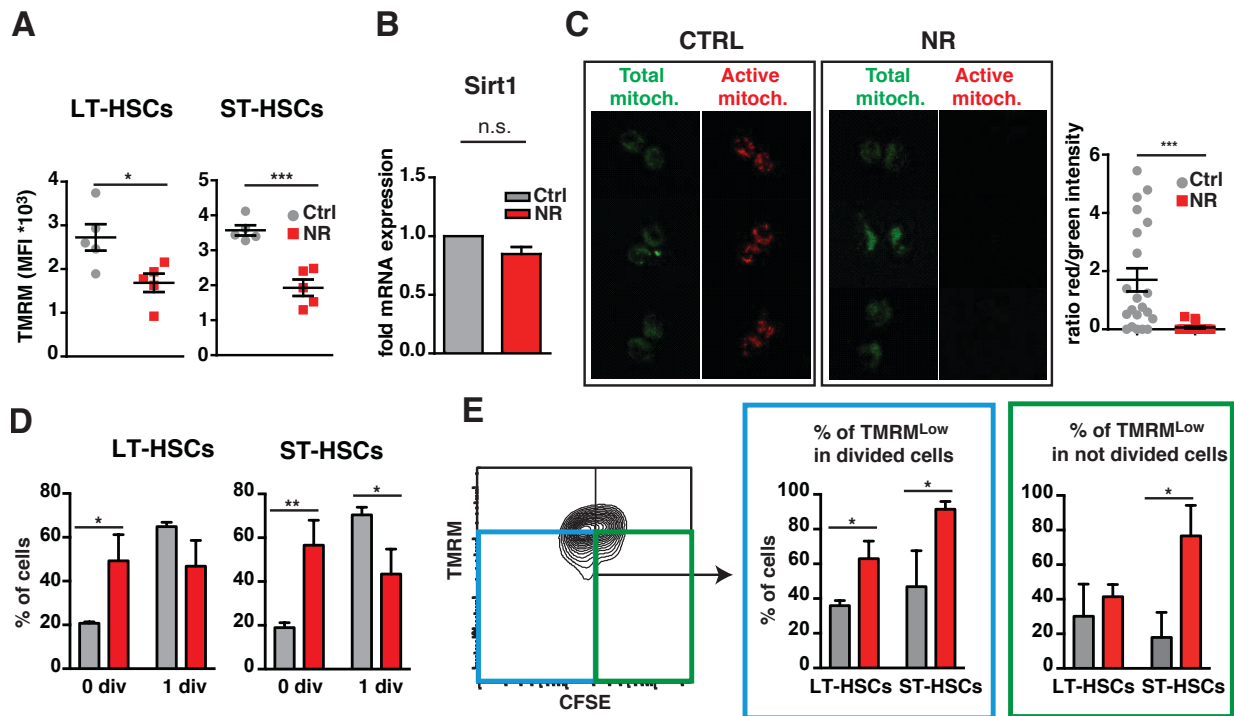 A
LT-HSCs
ST-HSCs
TMRM (MFI *10³)
4
3
2
1
0
*
5
4
3
2
1
0
***
Ctrl
NR
B
Sirt1
n.s.
fold mRNA expression
1.5
1.0
0.5
0.0
Ctrl
NR
C
CTRL
NR
Total mitoch.
Active mitoch.
Total mitoch.
Active mitoch.
ratio red/green intensity
6
4
2
0
***
Ctrl
NR
D
LT-HSCs
ST-HSCs
% of cells
80
60
40
20
0
*
0 div
1 div
80
60
40
20
0
**
*
0 div
1 div
E
TMRM
CFSE
% of TMRMLow
in divided cells
% of cells
100
80
60
40
20
0
*
*
LT-HSCs
ST-HSCs
% of TMRMLow
in not divided cells
100
80
60
40
20
0
*
LT-HSCs
ST-HSCs